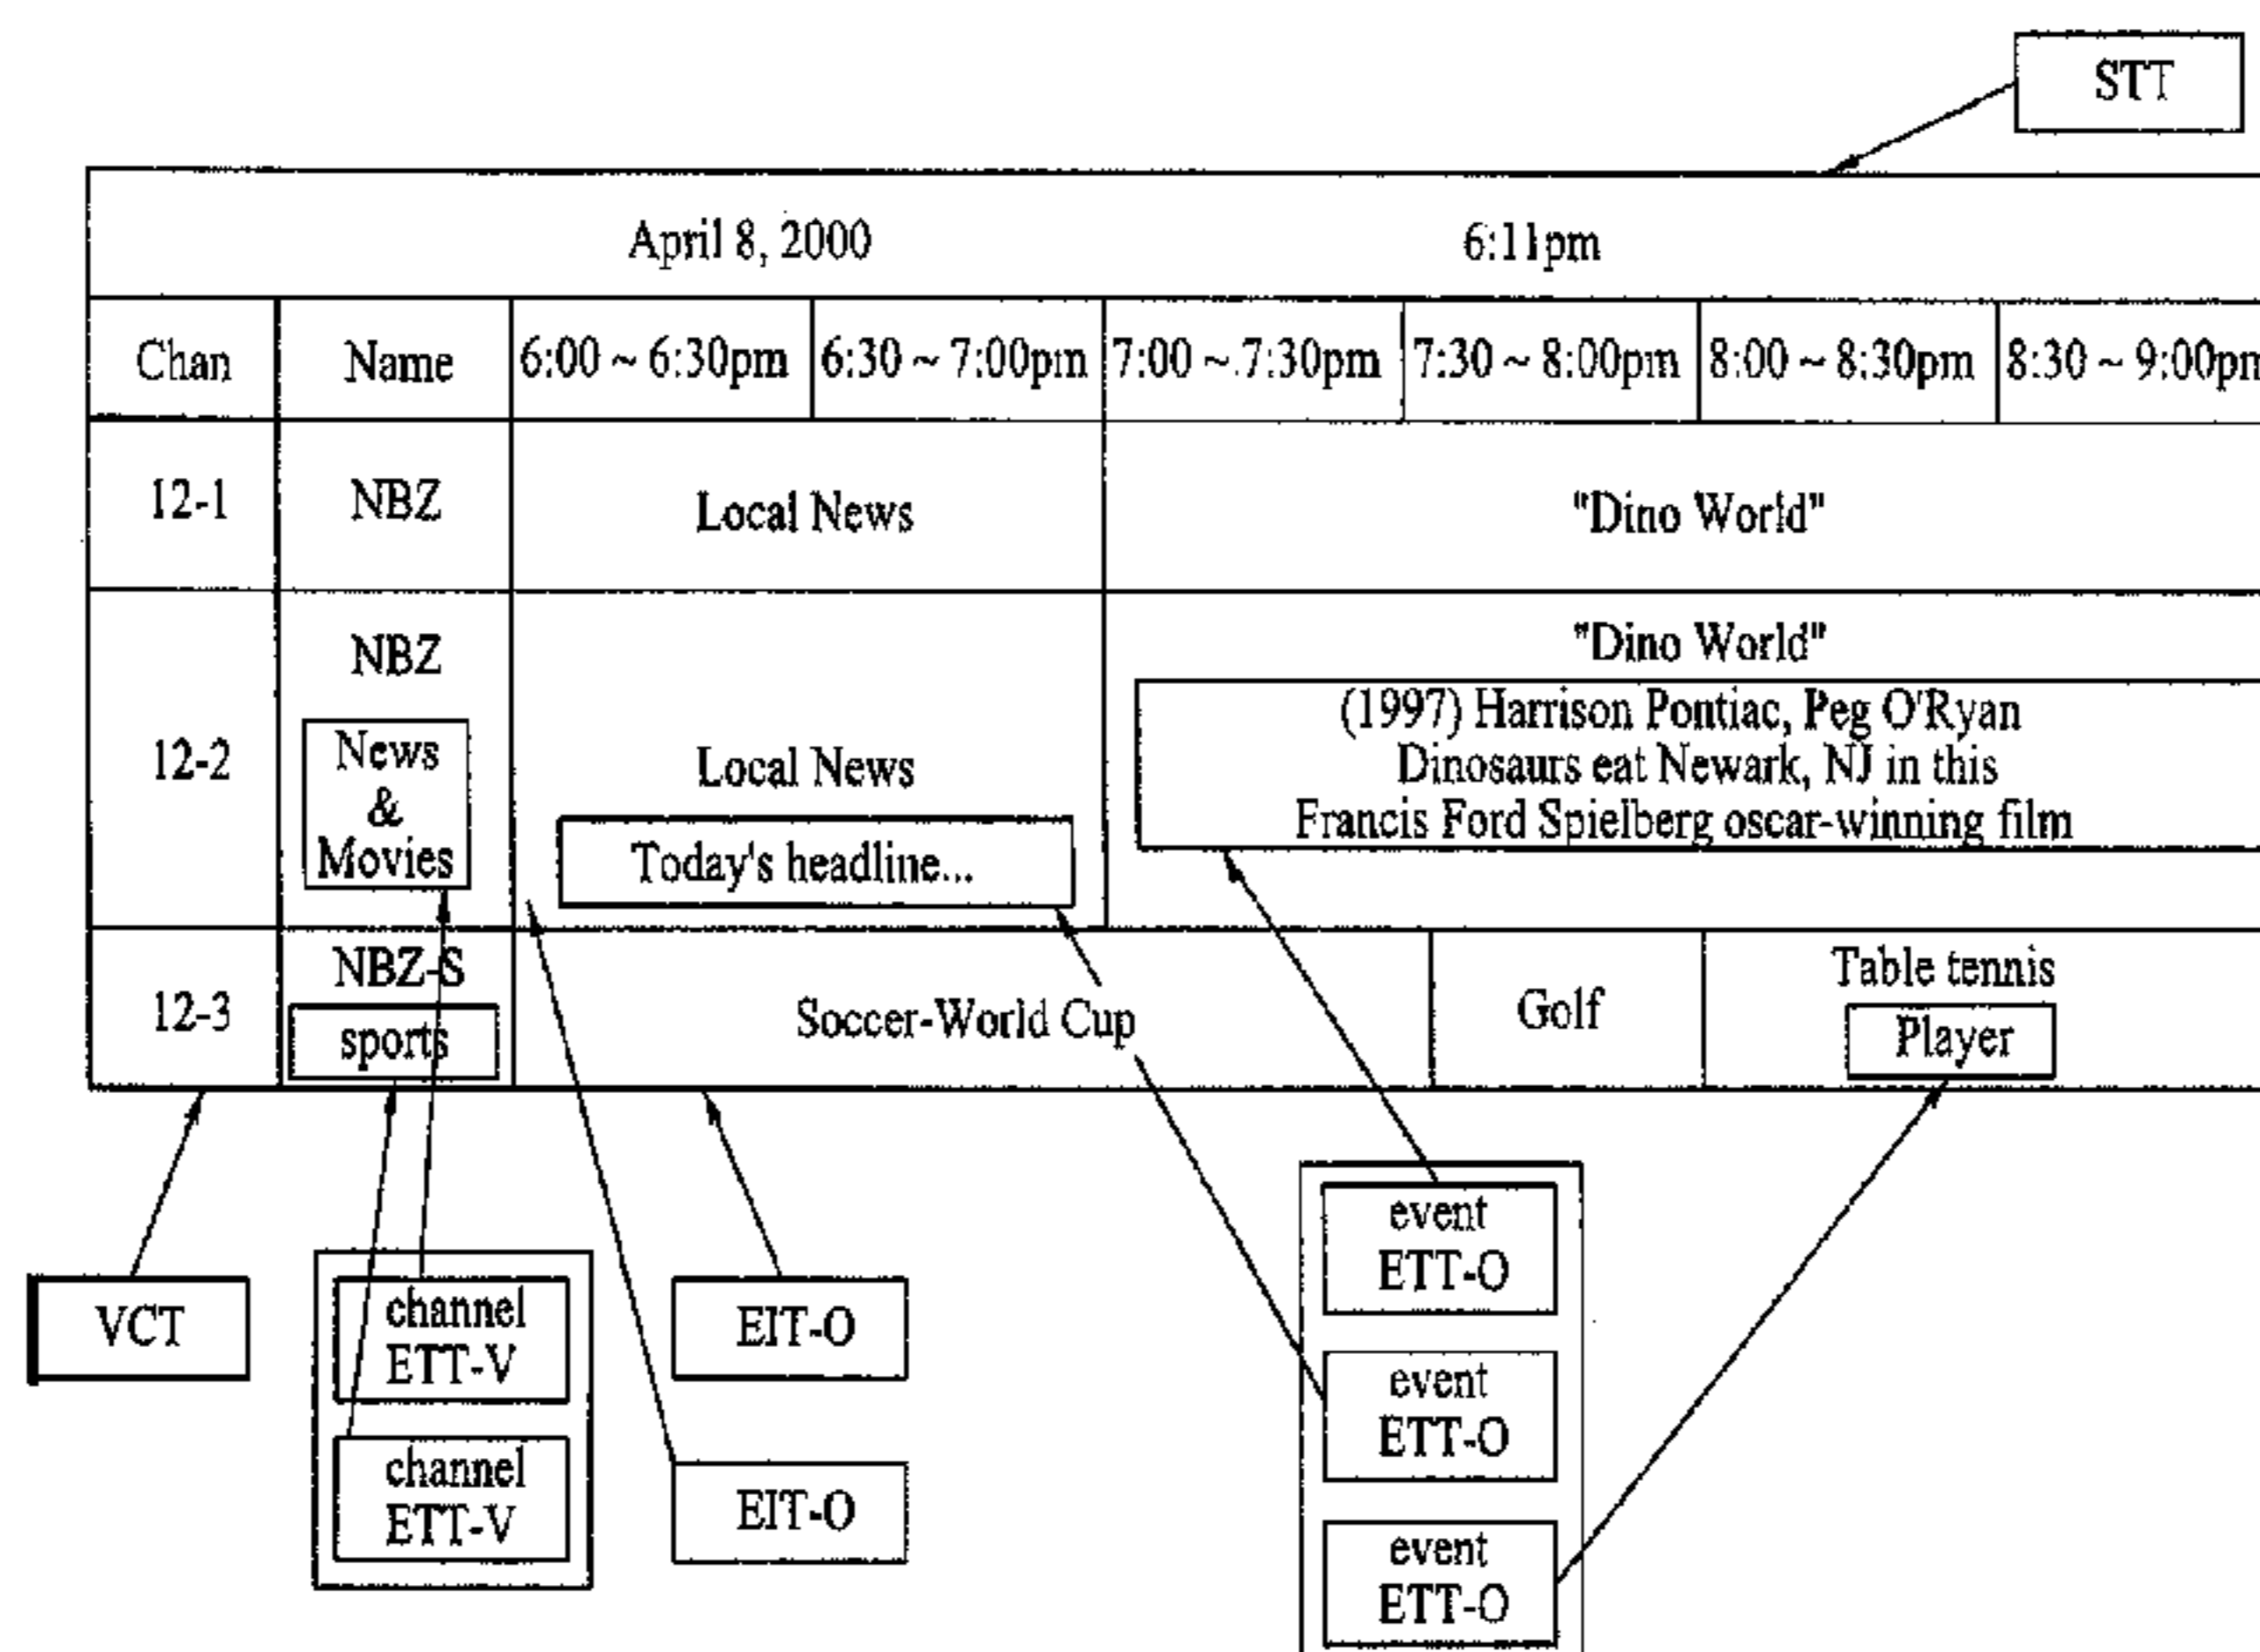 STT
April 8, 2000 6:11pm
Chan Name 6:00 ~ 6:30pm 6:30 ~ 7:00pm 7:00 ~ 7:30pm 7:30 ~ 8:00pm 8:00 ~ 8:30pm 8:30 ~ 9:00pm
12-1 NBZ Local News "Dino World"
12-2
NBZ
News
&
Movies
Local News
Today's headline...
"Dino World"
(1997) Harrison Pontiac, Peg O'Ryan
Dinosaurs eat Newark, NJ in this
Francis Ford Spielberg oscar-winning film
12-3
NBZ-S
sports
Soccer-World Cup
Golf
Table tennis
Player
VCT
channel
ETT-V
channel
ETT-V
EIT-O
EIT-O
event
ETT-O
event
ETT-O
event
ETT-O